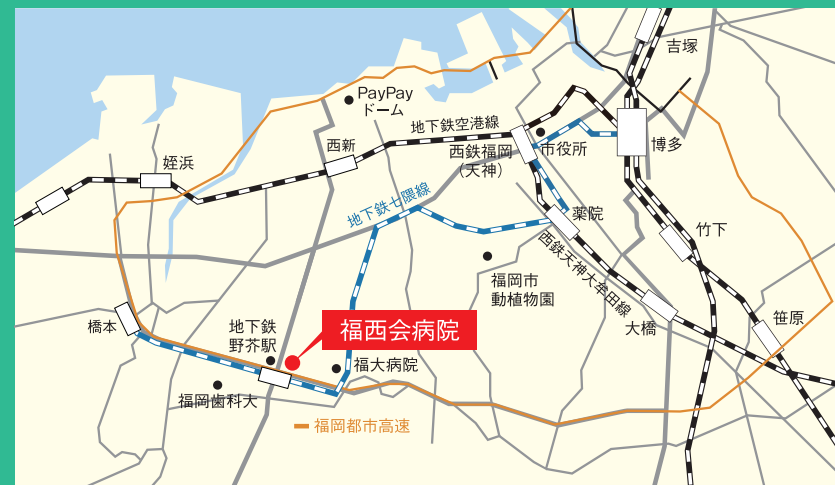 吉塚
PayPay
ドーム
地下鉄空港線
西新
西鉄福岡
（天神）
市役所
博多
姪浜
地下鉄七隈線
薬院
竹下
西鉄天神大牟田線
福岡市
動植物園
橋本
地下鉄
野芥駅
福西会病院
大橋
笹原
福大病院
福岡歯科大
福岡都市高速